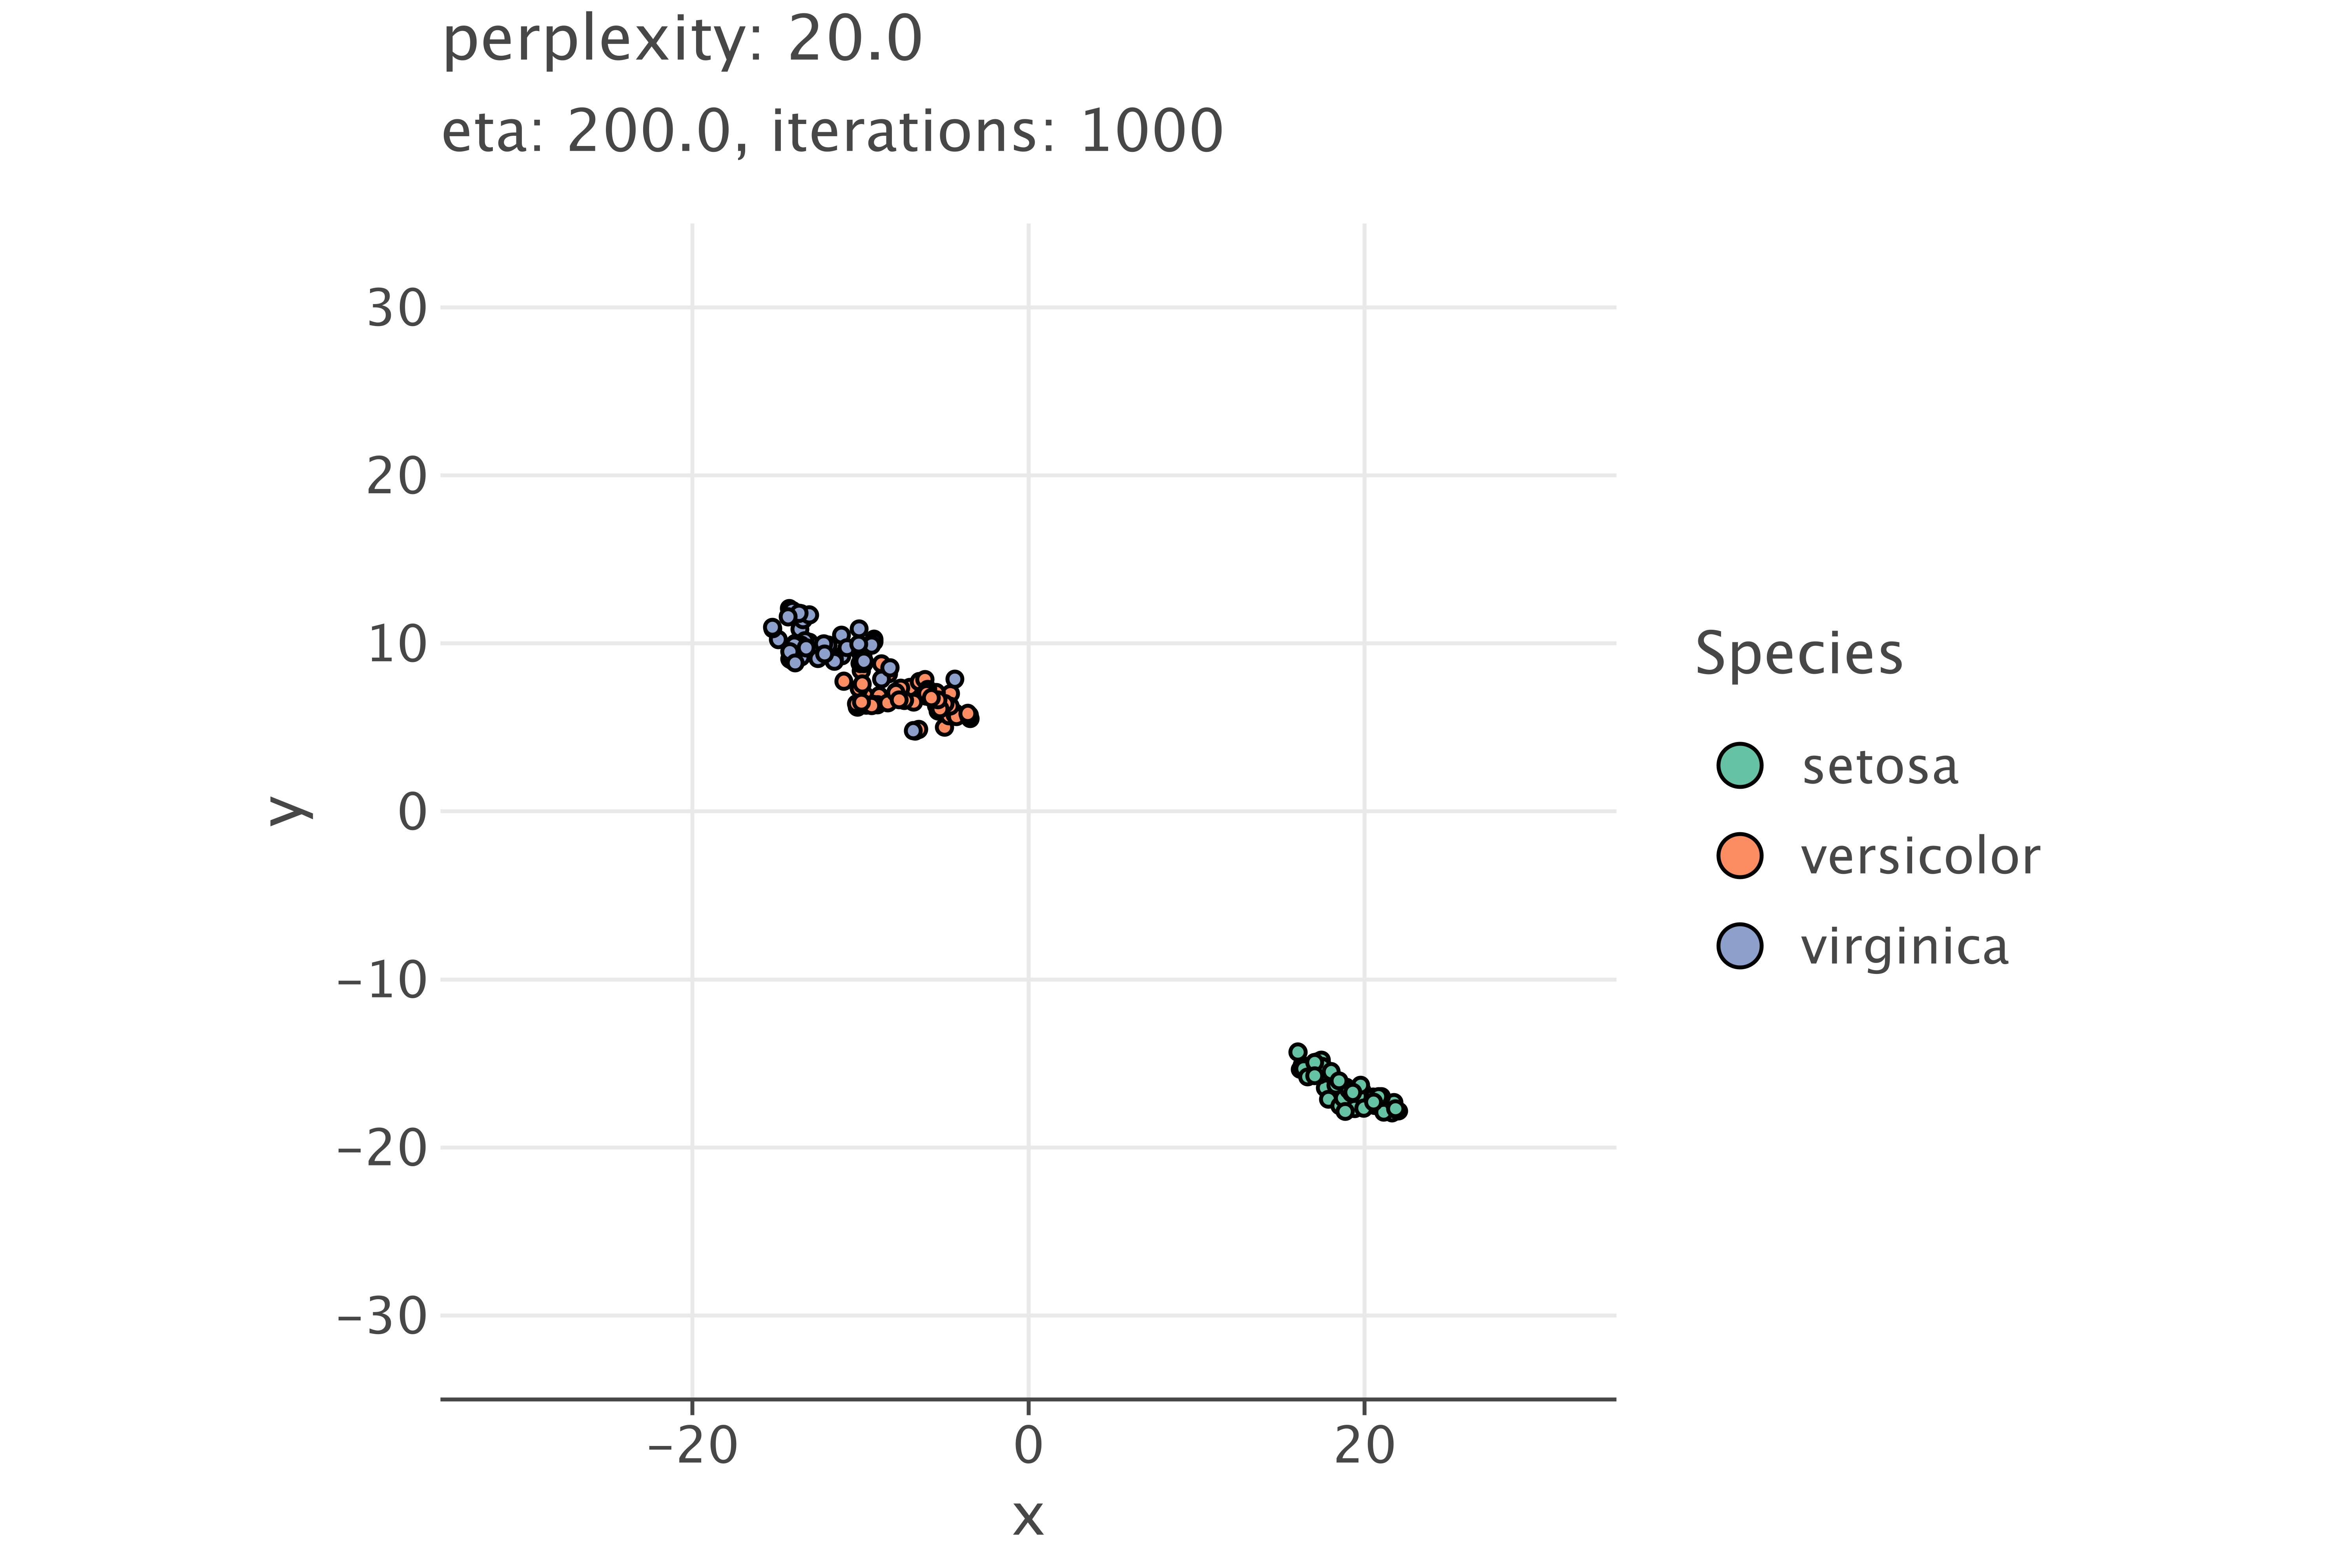 perplexity: 20.0
eta: 200.0, iterations: 1000
30
20
10
0
−10
−20
−30
y
−20
0
20
x
Species
setosa
versicolor
virginica